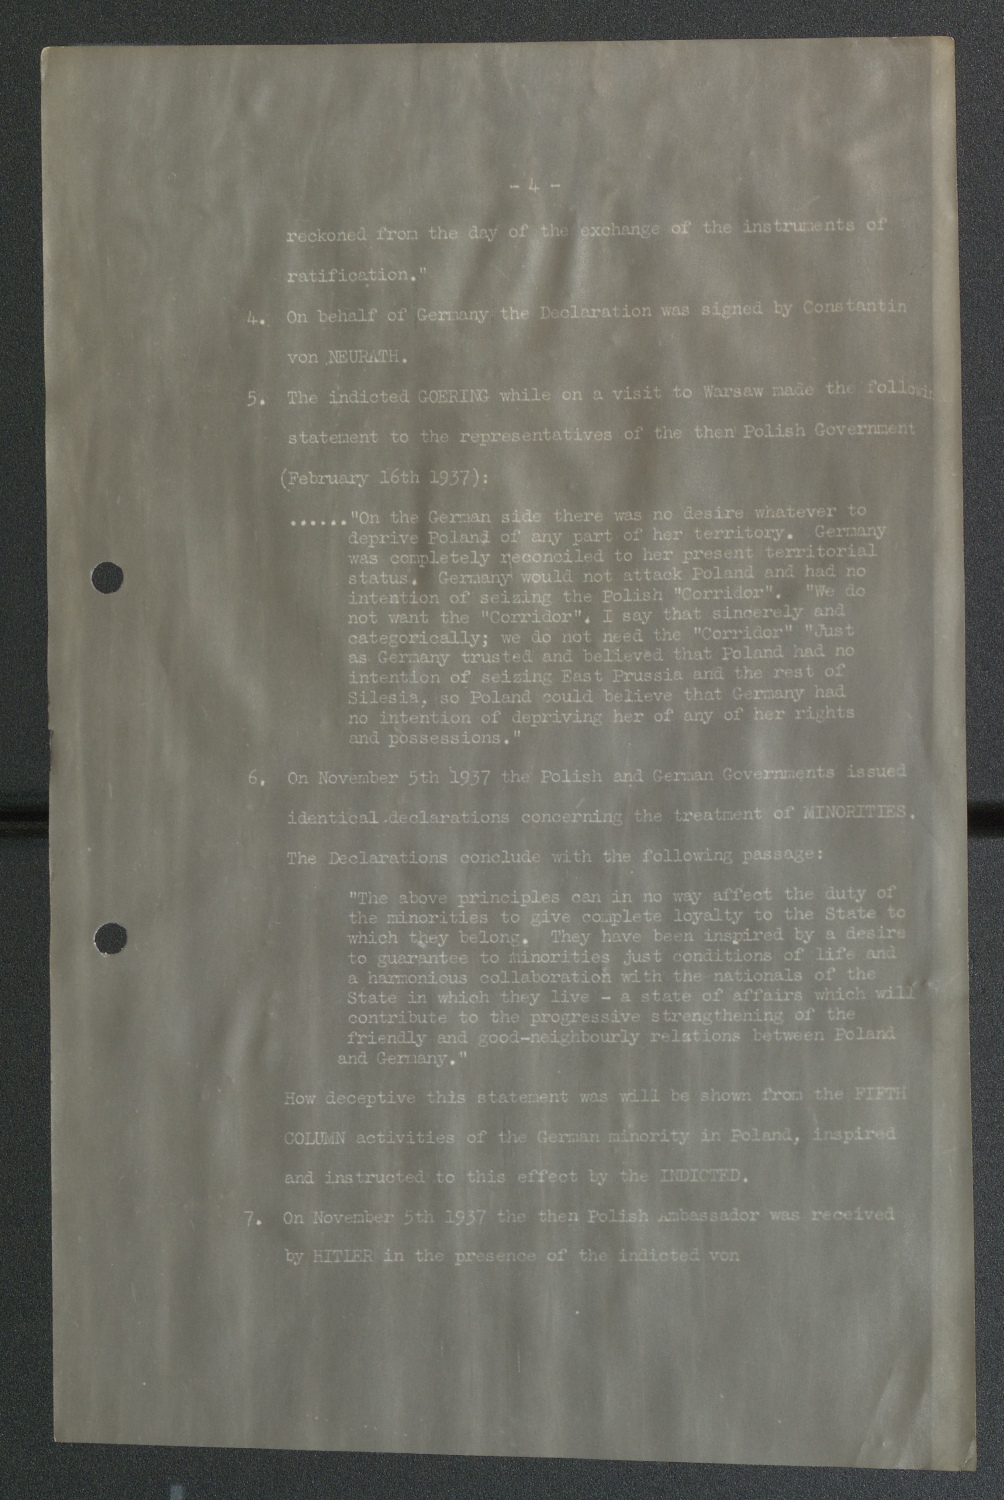 - 4 -
reckoned from the day of the exchange of the instruments of
ratification."
4. On behalf of Germany the Declaration was signed by Constantin
von NEURATH.
5. The indicted GOERING while on a visit to Warsaw made the followin
statement to the representatives of the then Polish Government
(February 16th 1937):
......"On the German side there was no desire whatever to
deprive Poland of any part of her territory. Germany
was completely reconciled to her present territorial
status. Germany would not attack Poland and had no
intention of seizing the Polish "Corridor". "We do
not want the "Corridor". I say that sincerely and
categorically; we do not need the "Corridor" "Just
as Germany trusted and believed that Poland had no
intention of seizing East Prussia and the rest of
Silesia, so Poland could believe that Germany had
no intention of depriving her of any of her rights
and possessions."
6. On November 5th 1937 the Polish and German Governments issued
identical declarations concerning the treatment of MINORITIES.
The Declarations conclude with the following passage:
"The above principles can in no way affect the duty of
the minorities to give complete loyalty to the State to
which they belong. They have been inspired by a desire
to guarantee to minorities just conditions of life and
a harmonious collaboration with the nationals of the
State in which they live - a state of affairs which will
contribute to the progressive strengthening of the
friendly and good-neighbourly relations between Poland
and Germany."
How deceptive this statement was will be shown from the FIFTH
COLUMN activities of the German minority in Poland, inspired
and instructed to this effect by the INDICTED.
7. On November 5th 1937 the then Polish Ambassador was received
by HITLER in the presence of the indicted von